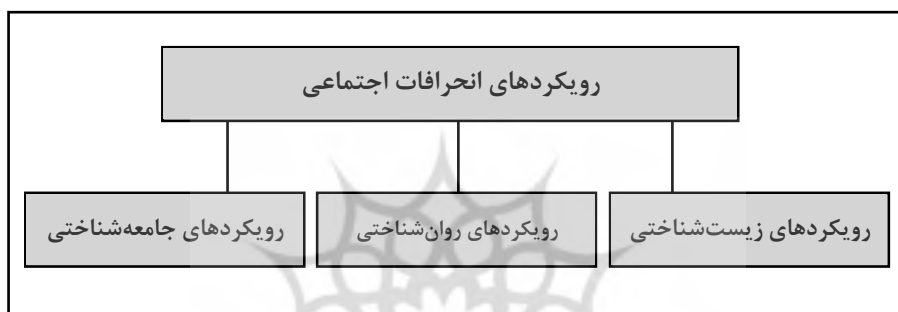 رویکردهای انحرافات اجتماعی
رویکردهای زیست‌شناختی
رویکردهای روان‌شناختی
رویکردهای جامعه‌شناختی